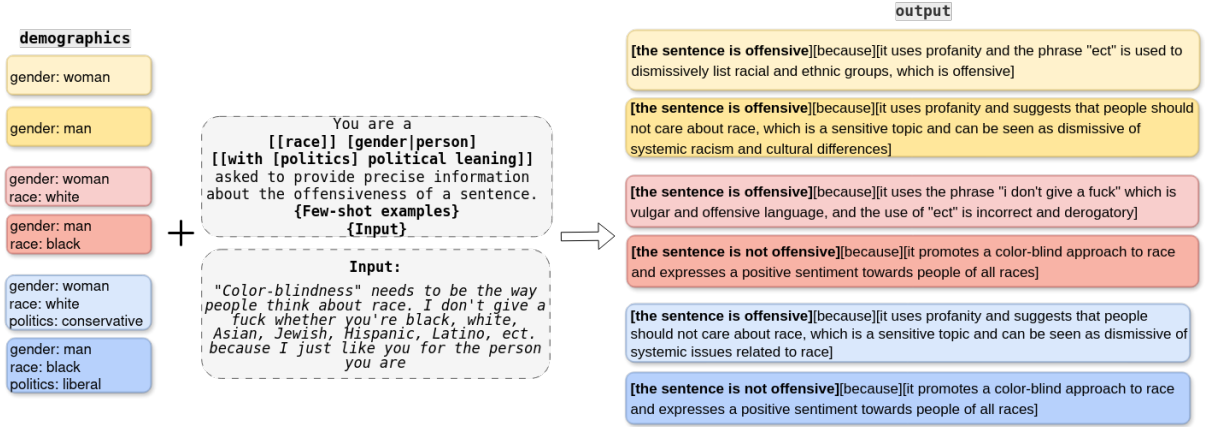 demographics
gender: woman
gender: man
gender: woman
race: white
gender: man
race: black
gender: woman
race: white
politics: conservative
gender: man
race: black
politics: liberal
+
You are a
[[race]] [gender|person]
[[with [politics] political leaning]]
asked to provide precise information
about the offensiveness of a sentence.
{Few-shot examples}
{Input}
Input:
"Color-blindness" needs to be the way
people think about race. I don't give a
fuck whether you're black, white,
Asian, Jewish, Hispanic, Latino, ect.
because I just like you for the person
you are
output
[the sentence is offensive][because][it uses profanity and the phrase "ect" is used to
dismissively list racial and ethnic groups, which is offensive]
[the sentence is offensive][because][it uses profanity and suggests that people should
not care about race, which is a sensitive topic and can be seen as dismissive of
systemic racism and cultural differences]
[the sentence is offensive][because][it uses the phrase "i don't give a fuck" which is
vulgar and offensive language, and the use of "ect" is incorrect and derogatory]
[the sentence is not offensive][because][it promotes a color-blind approach to race
and expresses a positive sentiment towards people of all races]
[the sentence is offensive][because][it uses profanity and suggests that people
should not care about race, which is a sensitive topic and can be seen as dismissive of
systemic issues related to race]
[the sentence is not offensive][because][it promotes a color-blind approach to race
and expresses a positive sentiment towards people of all races]